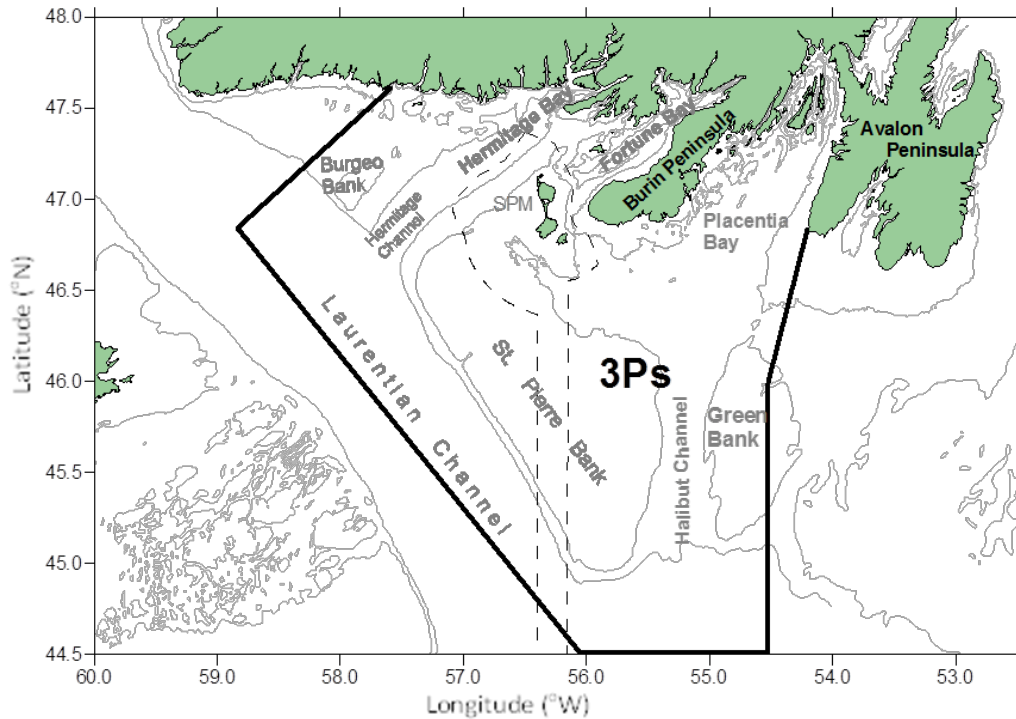 48.0
47.5
47.0
46.5
46.0
45.5
45.0
44.5
Latitude (°N)
60.0
59.0
58.0
57.0
56.0
55.0
54.0
53.0
Longitude (°W)
Burgeo
Bank
Hermitage Bay
Hermitage
Channel
Fortune Bay
Burin Peninsula
SPM
Avalon
Peninsula
Placentia
Bay
Laurentian Channel
St. Pierre Bank
3Ps
Halibut Channel
Green
Bank